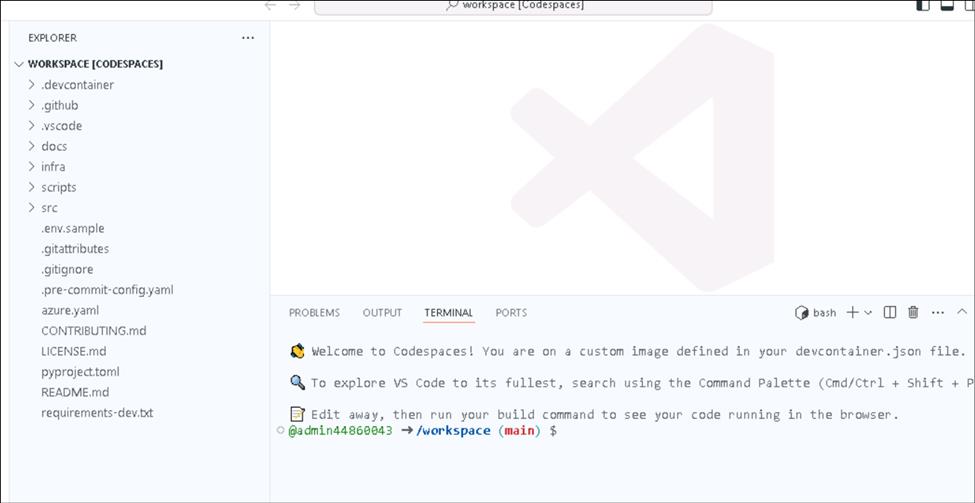 workspace [Codespaces]
EXPLORER
WORKSPACE [CODESPACES]
.devcontainer
.github
.vscode
docs
infra
scripts
src
.env.sample
.gitattributes
.gitignore
.pre-commit-config.yaml
azure.yaml
CONTRIBUTING.md
LICENSE.md
pyproject.toml
README.md
requirements-dev.txt
PROBLEMS OUTPUT TERMINAL PORTS bash
Welcome to Codespaces! You are on a custom image defined in your devcontainer.json file.
To explore VS Code to its fullest, search using the Command Palette (Cmd/Ctrl + Shift + P
Edit away, then run your build command to see your code running in the browser.
@admin44860043 ➜ /workspace (main) $